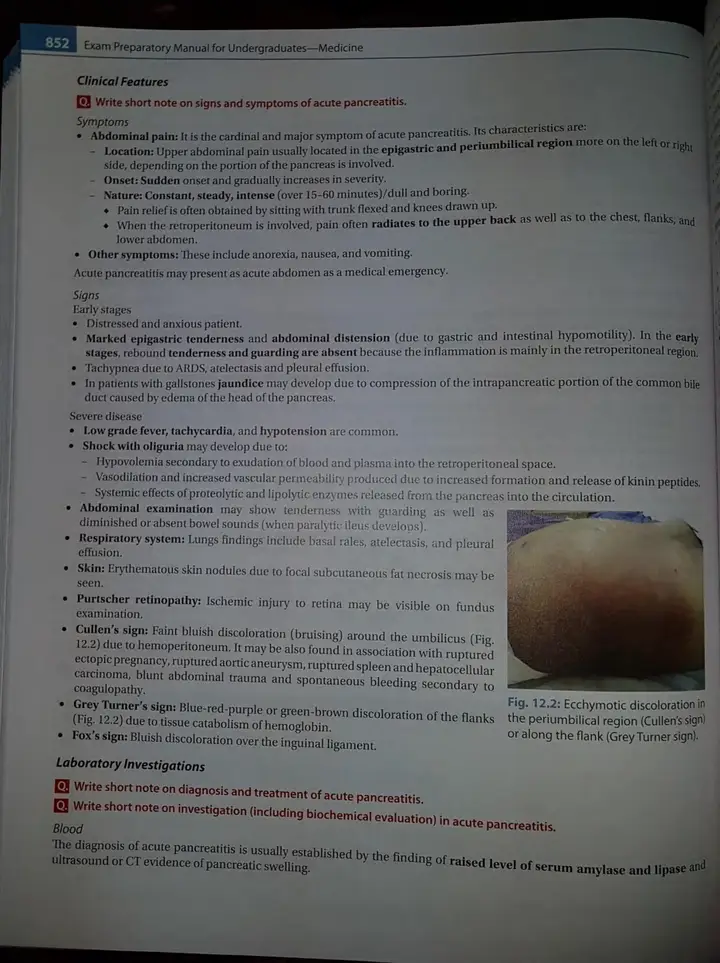 852 Exam Preparatory Manual for Undergraduates—Medicine
Clinical Features
Q. Write short note on signs and symptoms of acute pancreatitis.
Symptoms
• Abdominal pain: It is the cardinal and major symptom of acute pancreatitis. Its characteristics are:
– Location: Upper abdominal pain usually located in the epigastric and periumbilical region more on the left or right
side, depending on the portion of the pancreas is involved.
– Onset: Sudden onset and gradually increases in severity.
– Nature: Constant, steady, intense (over 15–60 minutes)/dull and boring.
♦ Pain relief is often obtained by sitting with trunk flexed and knees drawn up.
♦ When the retroperitoneum is involved, pain often radiates to the upper back as well as to the chest, flanks, and
lower abdomen.
• Other symptoms: These include anorexia, nausea, and vomiting.
Acute pancreatitis may present as acute abdomen as a medical emergency.
Signs
Early stages
• Distressed and anxious patient.
• Marked epigastric tenderness and abdominal distension (due to gastric and intestinal hypomotility). In the early
stages, rebound tenderness and guarding are absent because the inflammation is mainly in the retroperitoneal region.
• Tachypnea due to ARDS, atelectasis and pleural effusion.
• In patients with gallstones jaundice may develop due to compression of the intrapancreatic portion of the common bile
duct caused by edema of the head of the pancreas.
Severe disease
• Low grade fever, tachycardia, and hypotension are common.
• Shock with oliguria may develop due to:
– Hypovolemia secondary to exudation of blood and plasma into the retroperitoneal space.
– Vasodilation and increased vascular permeability produced due to increased formation and release of kinin peptides.
– Systemic effects of proteolytic and lipolytic enzymes released from the pancreas into the circulation.
• Abdominal examination may show tenderness with guarding as well as
diminished or absent bowel sounds (when paralytic ileus develops).
• Respiratory system: Lungs findings include basal rales, atelectasis, and pleural
effusion.
• Skin: Erythematous skin nodules due to focal subcutaneous fat necrosis may be
seen.
• Purtscher retinopathy: Ischemic injury to retina may be visible on fundus
examination.
• Cullen's sign: Faint bluish discoloration (bruising) around the umbilicus (Fig.
12.2) due to hemoperitoneum. It may be also found in association with ruptured
ectopic pregnancy, ruptured aortic aneurysm, ruptured spleen and hepatocellular
carcinoma, blunt abdominal trauma and spontaneous bleeding secondary to
coagulopathy.
• Grey Turner's sign: Blue-red-purple or green-brown discoloration of the flanks
(Fig. 12.2) due to tissue catabolism of hemoglobin.
• Fox's sign: Bluish discoloration over the inguinal ligament.
Fig. 12.2: Ecchymotic discoloration in
the periumbilical region (Cullen's sign)
or along the flank (Grey Turner sign).
Laboratory Investigations
Q. Write short note on diagnosis and treatment of acute pancreatitis.
Q. Write short note on investigation (including biochemical evaluation) in acute pancreatitis.
Blood
The diagnosis of acute pancreatitis is usually established by the finding of raised level of serum amylase and lipase and
ultrasound or CT evidence of pancreatic swelling.